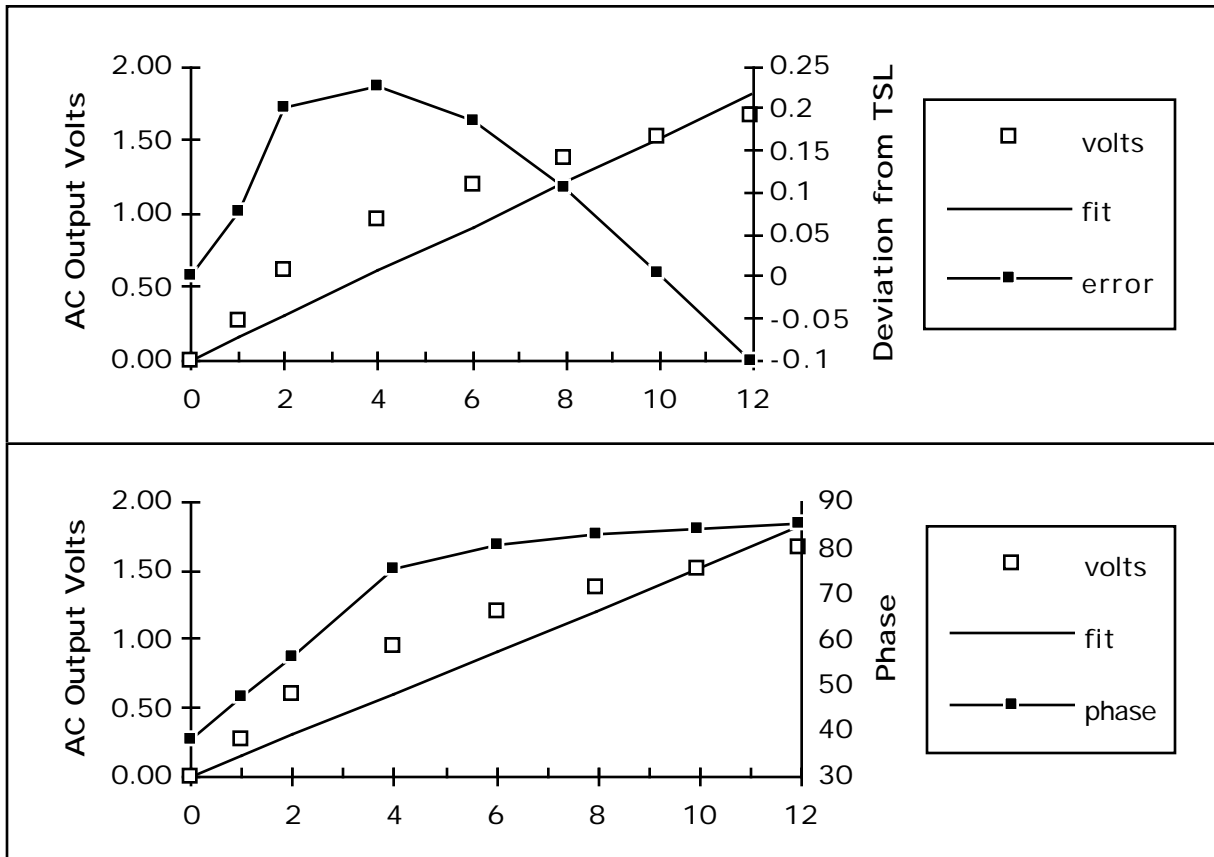 AC Output Volts
2.00
1.50
1.00
0.50
0.00
0 2 4 6 8 10 12
0.25
0.2
0.15
0.1
0.05
0
-0.05
-0.1
Deviation from TSL
volts
fit
error
AC Output Volts
2.00
1.50
1.00
0.50
0.00
0 2 4 6 8 10 12
90
80
70
60
50
40
30
Phase
volts
fit
phase